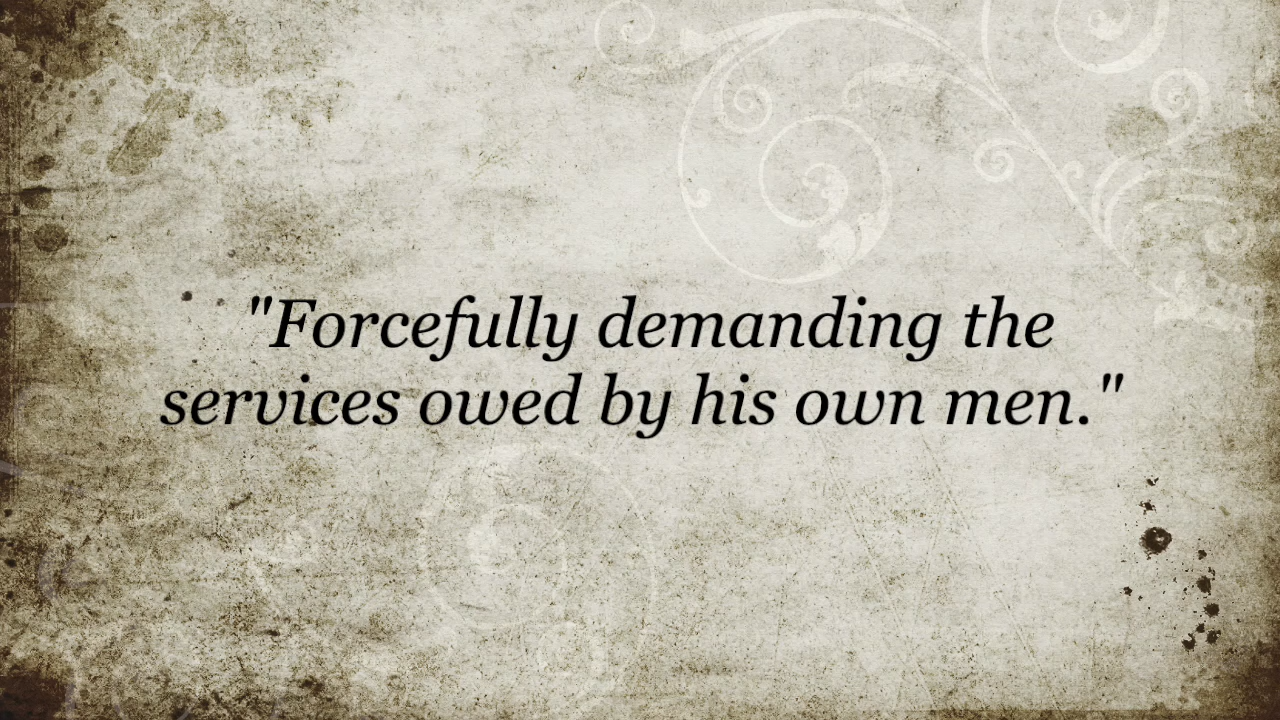 "Forcefully demanding the
services owed by his own men."